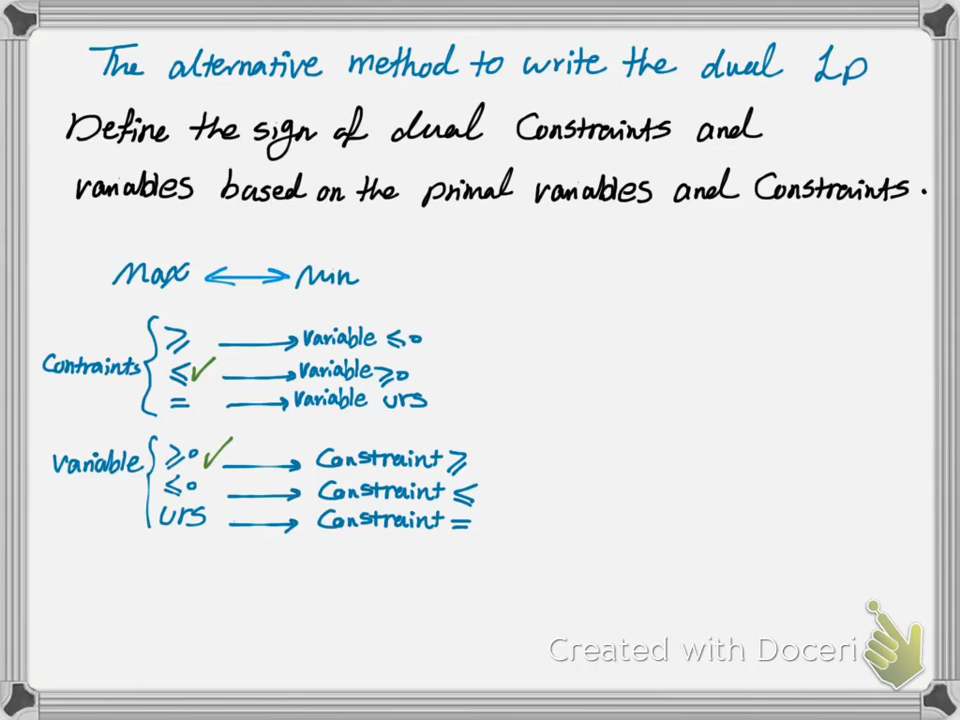 The alternative method to write the dual LP
Define the sign of dual Constraints and
variables based on the primal variables and Constraints.
Max ⟷ Min
≥ → variable ≤0
Contraints ≤ ✓ → variable ≥0
= → variable urs
variable ≥0 ✓ → Constraint ≥
≤0 → Constraint ≤
urs → Constraint =
Created with Doceri